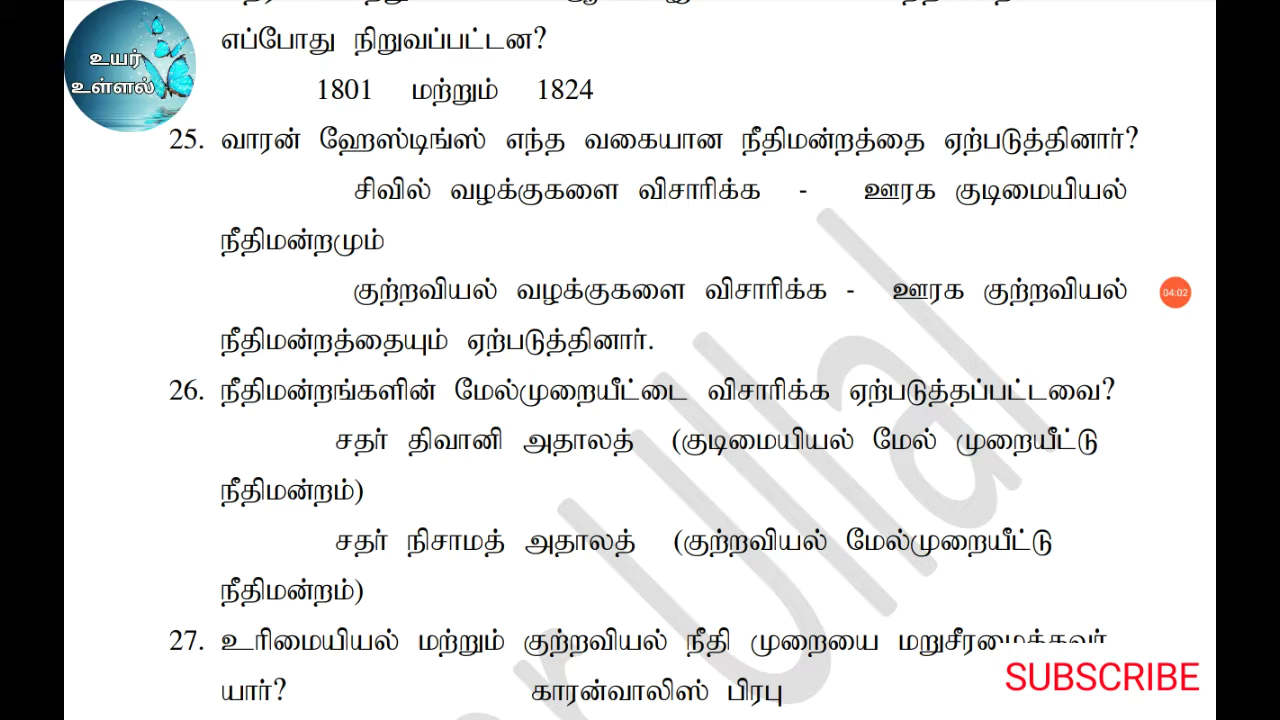 எப்போது நிறுவப்பட்டன?
உயர்
உள்ளல்
1801 மற்றும் 1824
25. வாரன் ஹேஸ்டிங்ஸ் எந்த வகையான நீதிமன்றத்தை ஏற்படுத்தினார்?
சிவில் வழக்குகளை விசாரிக்க - ஊரக குடிமையியல்
நீதிமன்றமும்
குற்றவியல் வழக்குகளை விசாரிக்க - ஊரக குற்றவியல்
04:02
நீதிமன்றத்தையும் ஏற்படுத்தினார்.
26. நீதிமன்றங்களின் மேல்முறையீட்டை விசாரிக்க ஏற்படுத்தப்பட்டவை?
சதர் திவானி அதாலத் (குடிமையியல் மேல் முறையீட்டு
நீதிமன்றம்)
சதர் நிசாமத் அதாலத் (குற்றவியல் மேல்முறையீட்டு
நீதிமன்றம்)
27. உரிமையியல் மற்றும் குற்றவியல் நீதி முறையை மறுசீரமைத்தவர்
SUBSCRIBE
யார்? காரன்வாலிஸ் பிரபு
Ullal